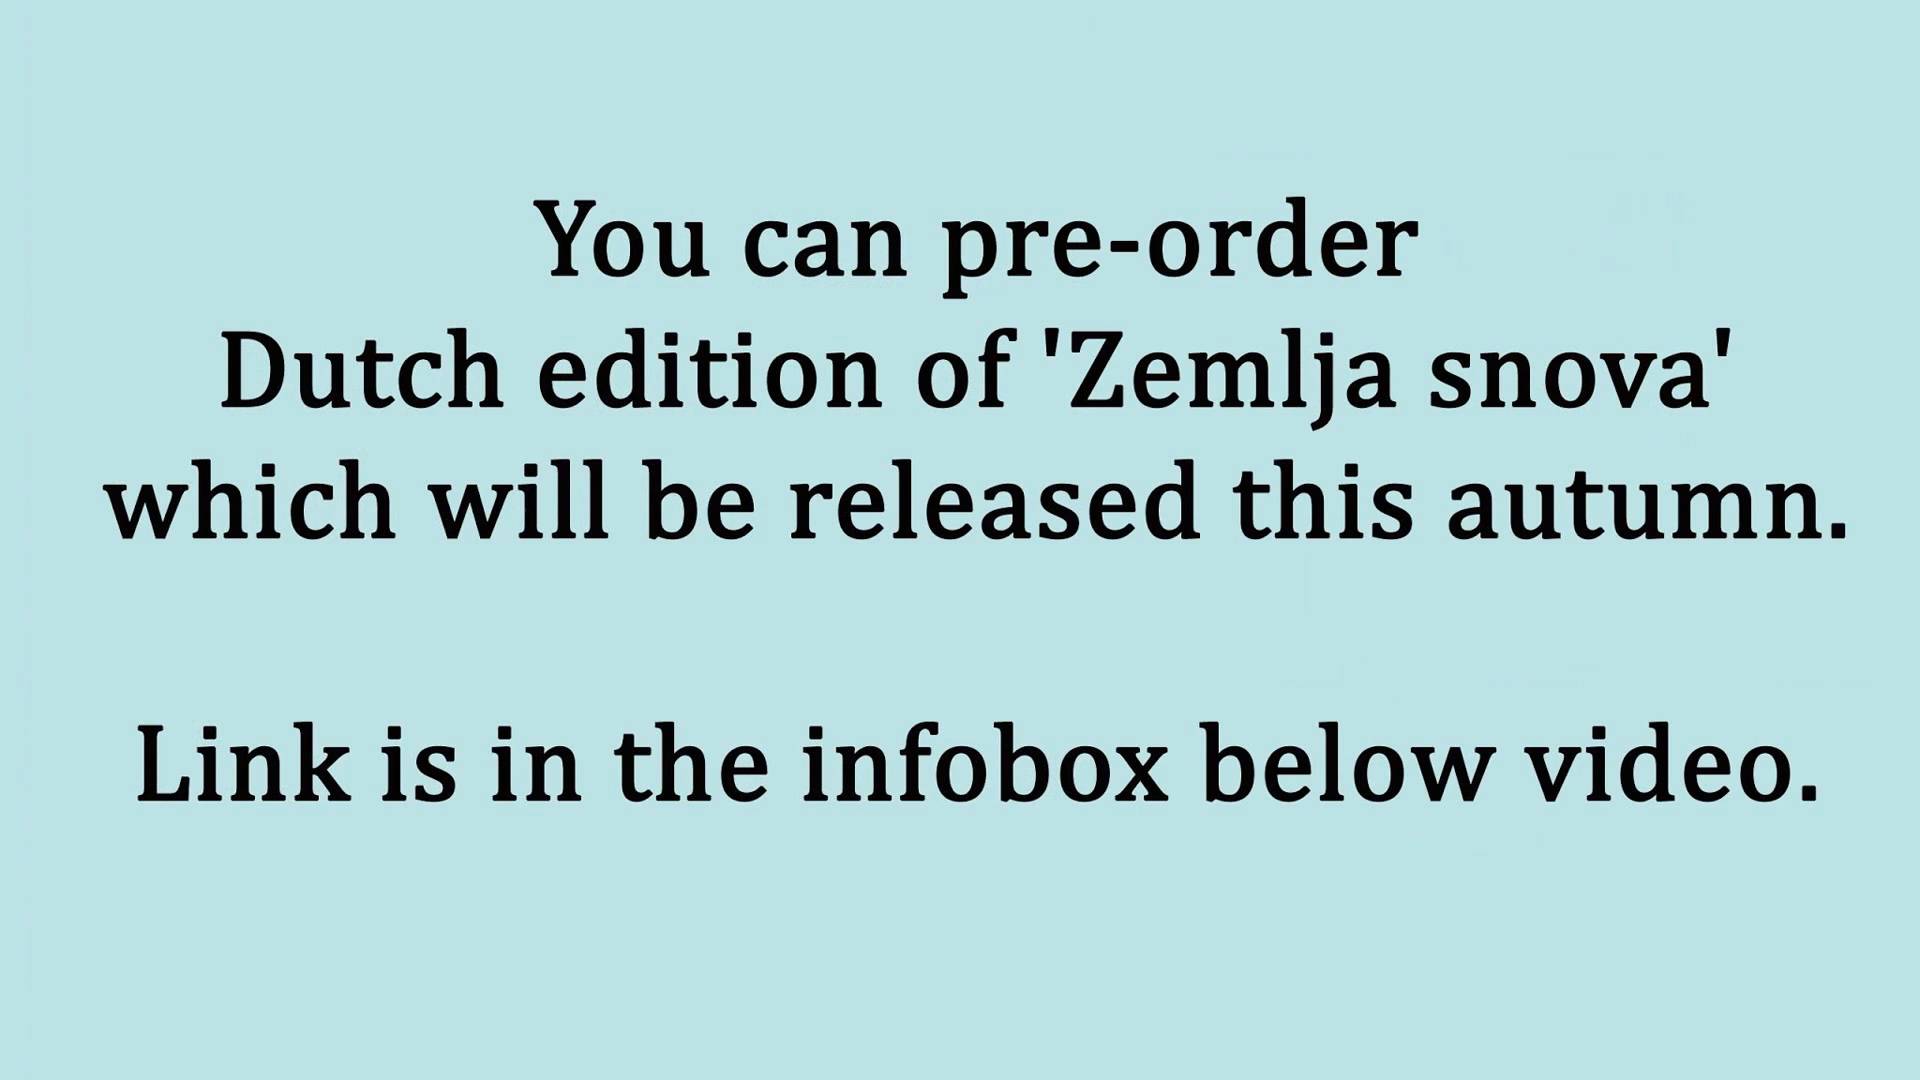 You can pre-order
Dutch edition of 'Zemlja snova'
which will be released this autumn.
Link is in the infobox below video.